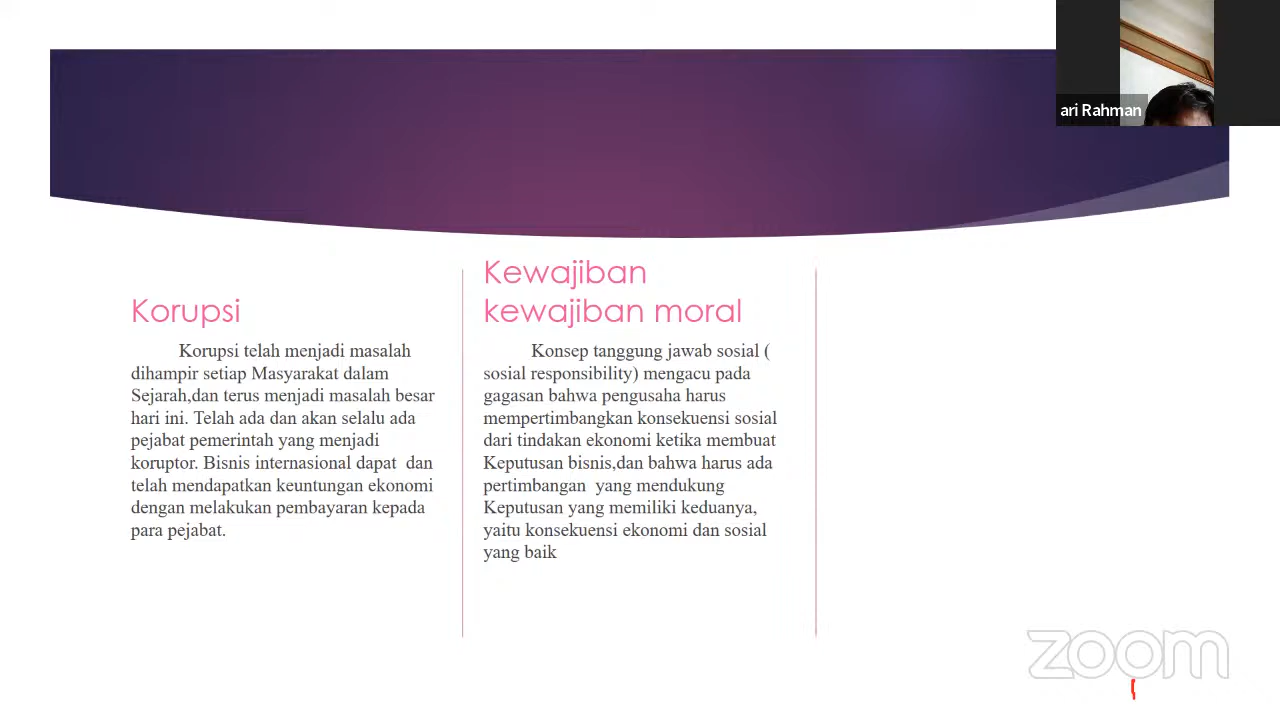 ari Rahman
Korupsi
Korupsi telah menjadi masalah
dihampir setiap Masyarakat dalam
Sejarah,dan terus menjadi masalah besar
hari ini. Telah ada dan akan selalu ada
pejabat pemerintah yang menjadi
koruptor. Bisnis internasional dapat  dan
telah mendapatkan keuntungan ekonomi
dengan melakukan pembayaran kepada
para pejabat.
Kewajiban
kewajiban moral
Konsep tanggung jawab sosial (
sosial responsibility) mengacu pada
gagasan bahwa pengusaha harus
mempertimbangkan konsekuensi sosial
dari tindakan ekonomi ketika membuat
Keputusan bisnis,dan bahwa harus ada
pertimbangan  yang mendukung
Keputusan yang memiliki keduanya,
yaitu konsekuensi ekonomi dan sosial
yang baik
zoom